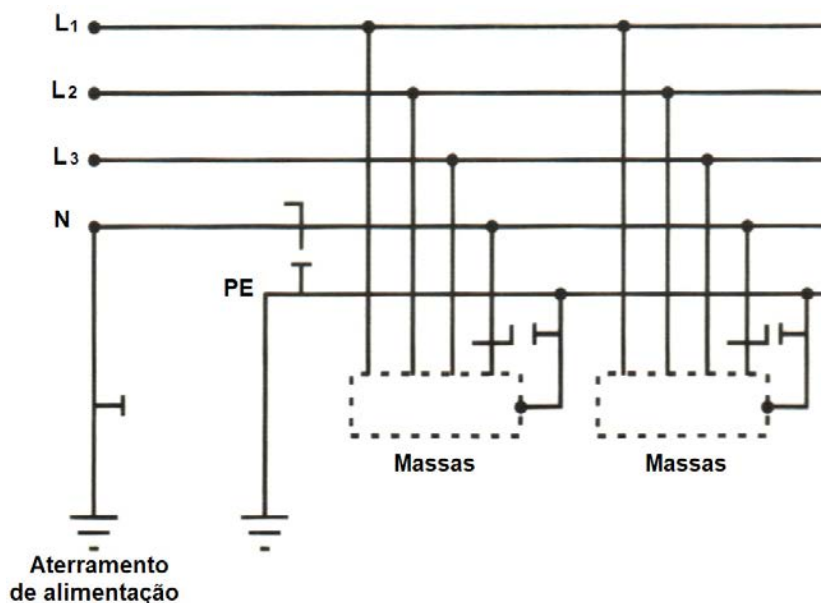 L1
L2
L3
N
PE
Massas
Massas
Aterramento
de alimentação